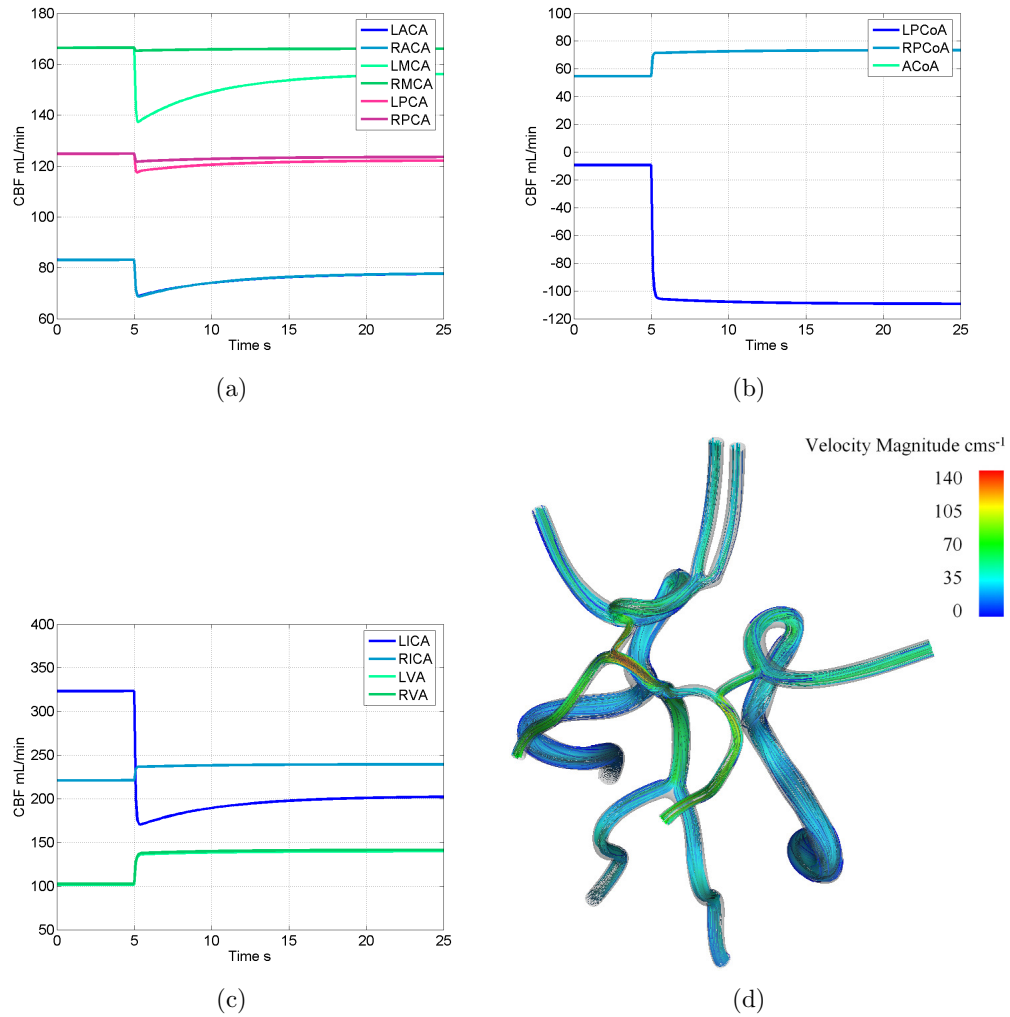 180
160
140
120
100
80
60
CBF mL/min
0
5
10
15
20
25
Time s
LACA
RACA
LMCA
RMCA
LPCA
RPCA
(a)
100
80
60
40
20
0
-20
-40
-60
-80
-100
-120
CBF mL/min
0
5
10
15
20
25
Time s
LPCoA
RPCoA
ACoA
(b)
400
350
300
250
200
150
100
50
CBF mL/min
0
5
10
15
20
25
Time s
LICA
RICA
LVA
RVA
(c)
Velocity Magnitude cms-1
140
105
70
35
0
(d)